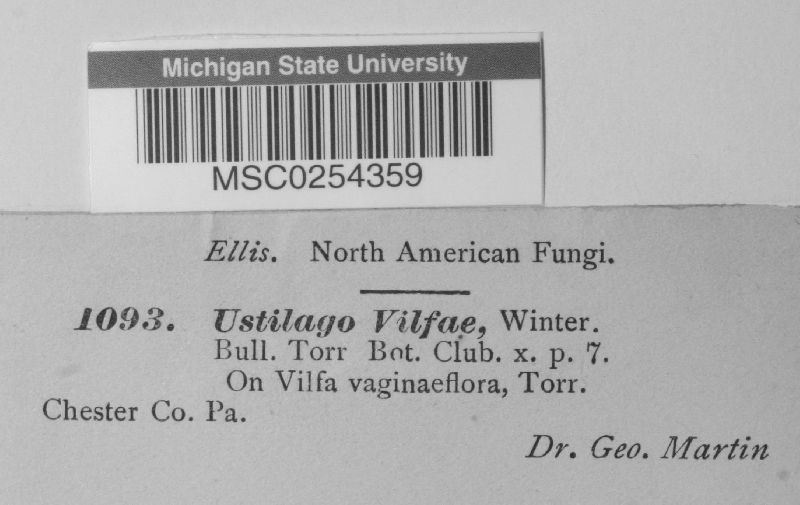 Michigan State University
MSC0254359
Ellis. North American Fungi.
1093. Ustilago Vilfae, Winter.
Bull. Torr Bot. Club. x. p. 7.
On Vilfa vaginaeflora, Torr.
Chester Co. Pa.
Dr. Geo. Martin